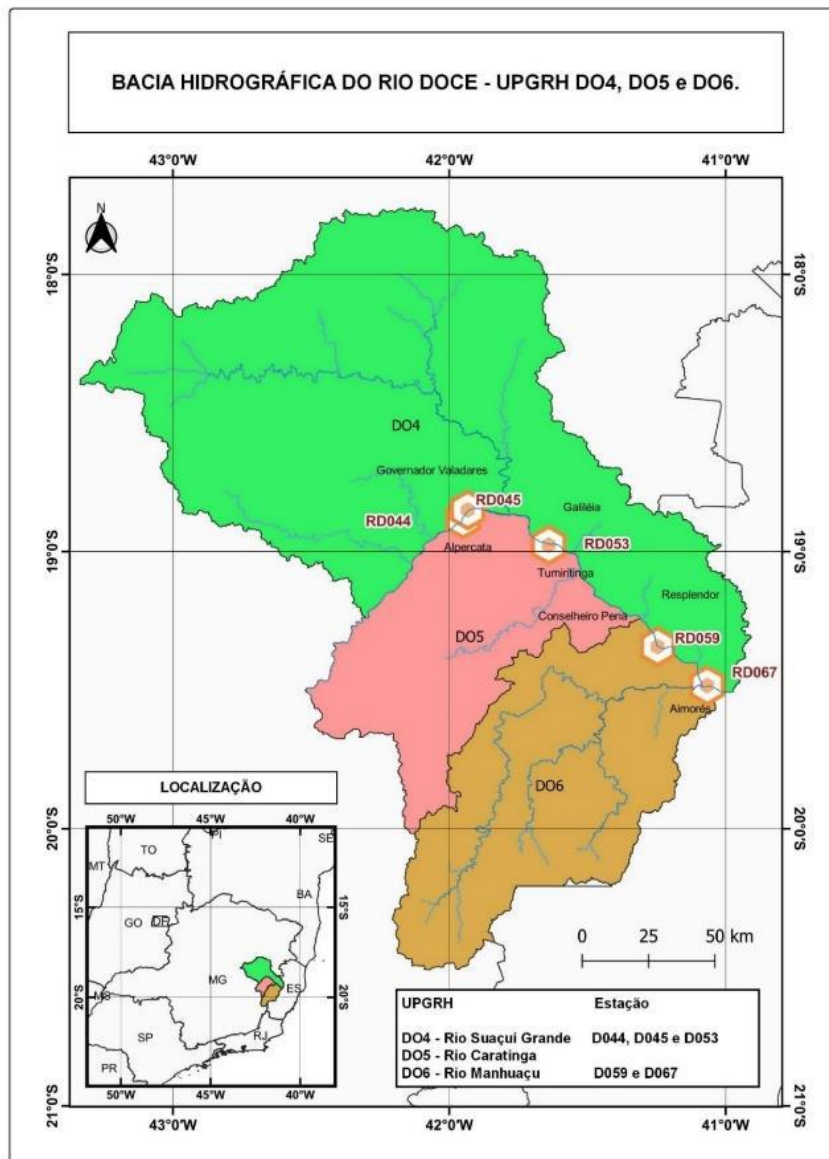 BACIA HIDROGRÁFICA DO RIO DOCE - UPGRH DO4, DO5 e DO6.
43°0'W 42°0'W 41°0'W
N
18°0'S 18°0'S
DO4
Governador Valadares
RD045
Galiléia
RD044
Alpercata
RD053
19°0'S 19°0'S
Tumiritinga
Resplendor
Conselheiro Pena
DO5
RD059
RD067
Aimorés
LOCALIZAÇÃO
DO6
20°0'S 20°0'S
50°W 45°W 40°W
PI
SE
TO
MT
BA
15°S 15°S
GO
DF
MG
ES
20°S 20°S
MS
SP
RJ
PR
50°W 45°W 40°W
0 25 50 km
UPGRH Estação
DO4 - Rio Suaçuí Grande D044, D045 e D053
DO5 - Rio Caratinga
DO6 - Rio Manhuaçu D059 e D067
21°0'S 21°0'S
43°0'W 42°0'W 41°0'W